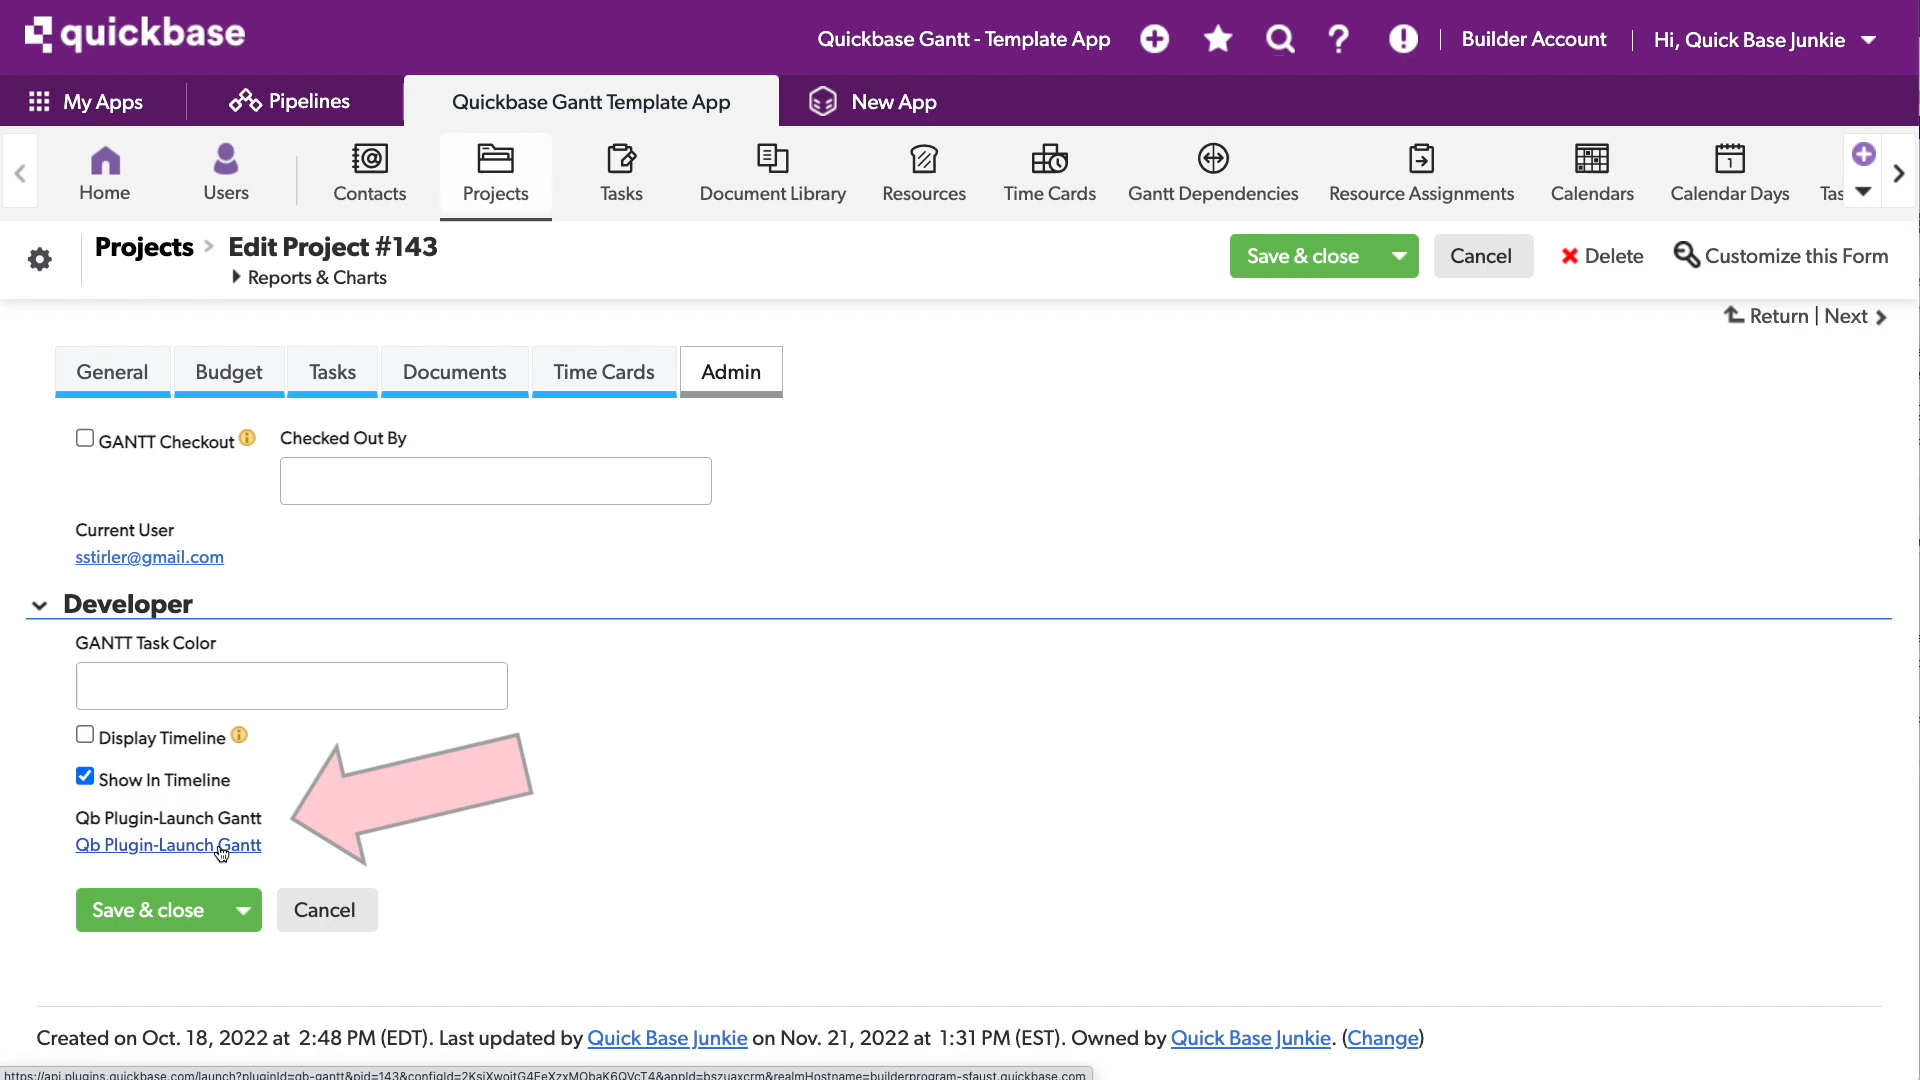 quickbase
Quickbase Gantt - Template App
Builder Account
Hi, Quick Base Junkie
My Apps
Pipelines
Quickbase Gantt Template App
New App
Home
Users
Contacts
Projects
Tasks
Document Library
Resources
Time Cards
Gantt Dependencies
Resource Assignments
Calendars
1
Calendar Days
Tas
Projects > Edit Project #143
Reports & Charts
Save & close
Cancel
Delete
Customize this Form
Return | Next
General
Budget
Tasks
Documents
Time Cards
Admin
GANTT Checkout
Checked Out By
Current User
sstirler@gmail.com
Developer
GANTT Task Color
Display Timeline
Show In Timeline
Qb Plugin-Launch Gantt
Qb Plugin-Launch Gantt
Save & close
Cancel
Created on Oct. 18, 2022 at 2:48 PM (EDT). Last updated by Quick Base Junkie on Nov. 21, 2022 at 1:31 PM (EST). Owned by Quick Base Junkie. (Change)